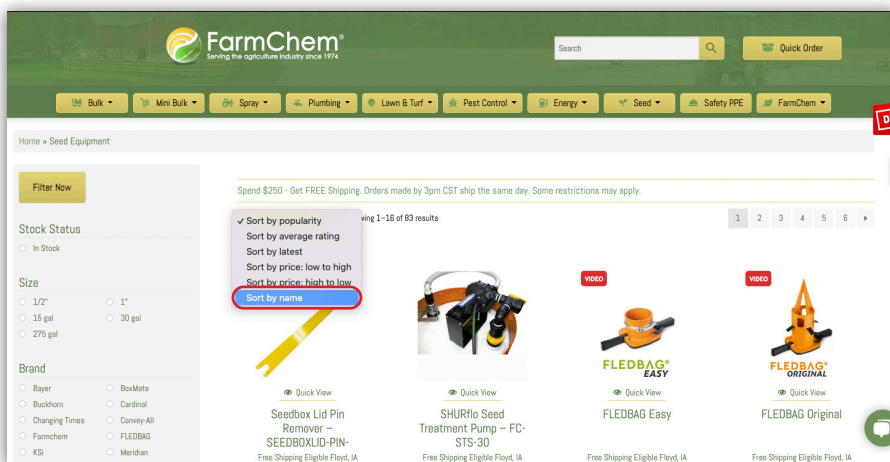 FarmChem®
Serving the agriculture industry since 1974
Search
Quick Order
Bulk
Mini Bulk
Spray
Plumbing
Lawn & Turf
Pest Control
Energy
Seed
Safety PPE
FarmChem
Home » Seed Equipment
Filter Now
Spend $250 - Get FREE Shipping. Orders made by 3pm CST ship the same day. Some restrictions may apply.
✓ Sort by popularity
Sort by average rating
Sort by latest
Sort by price: low to high
Sort by price: high to low
Sort by name
1–16 of 83 results
1 2 3 4 5 6
Stock Status
In Stock
Size
1/2" 1"
15 gal 30 gal
275 gal
Brand
Bayer BoxMate
Buckhorn Cardinal
Changing Times Convey-All
Farmchem FLEDBAG
KSi Meridian
VIDEO
FLEDBAG®
EASY
VIDEO
FLEDBAG®
ORIGINAL
Quick View
Seedbox Lid Pin
Remover –
SEEDBOXLID-PIN-
Free Shipping Eligible Floyd, IA
Quick View
SHURflo Seed
Treatment Pump – FC-
STS-30
Free Shipping Eligible Floyd, IA
Quick View
FLEDBAG Easy
Free Shipping Eligible Floyd, IA
Quick View
FLEDBAG Original
Free Shipping Eligible Floyd, IA